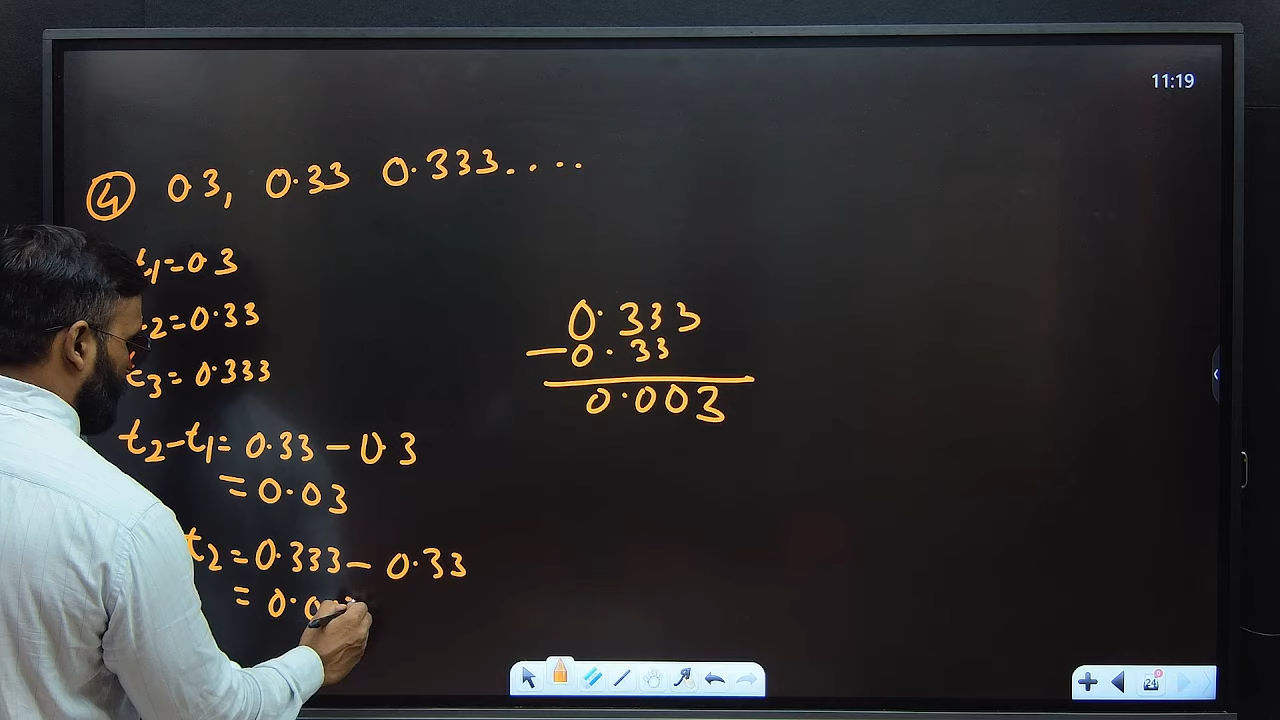 11:19
④ 0.3, 0.33 0.333....
t₁=0.3
2=0.33
t₃=0.333
t₂-t₁=0.33-0.3
=0.03
t₂=0.333-0.33
=0.0
0.333
-0.33
0.003
24